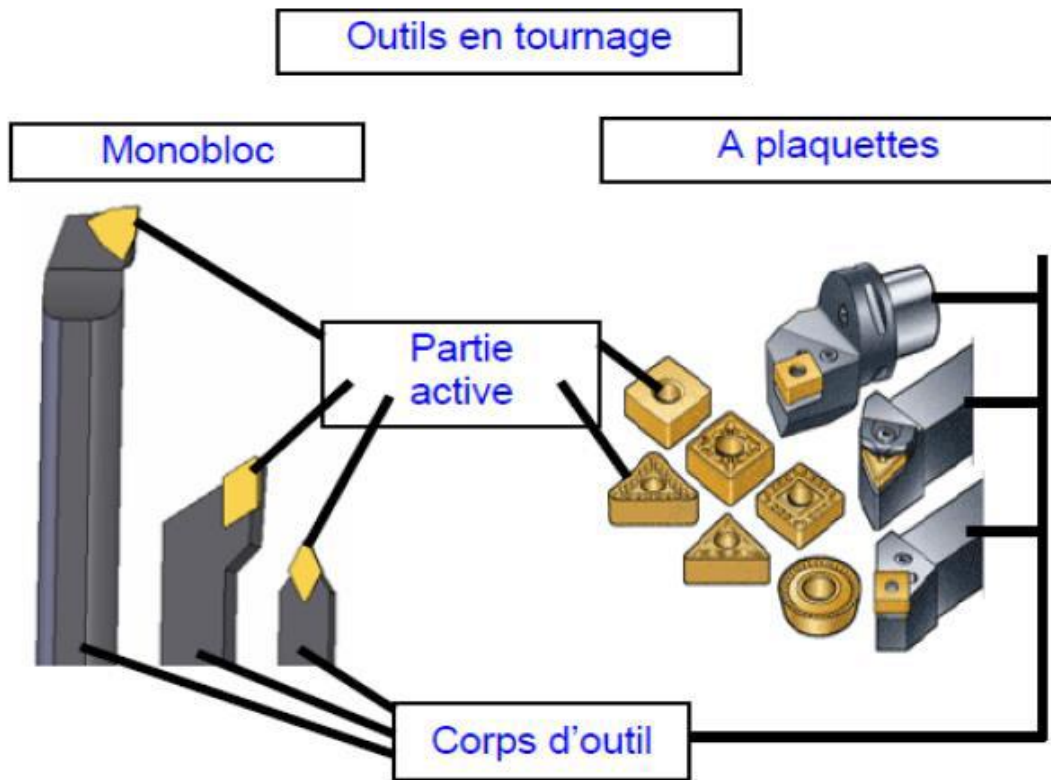 Outils en tournage
Monobloc
A plaquettes
Partie
active
Corps d'outil